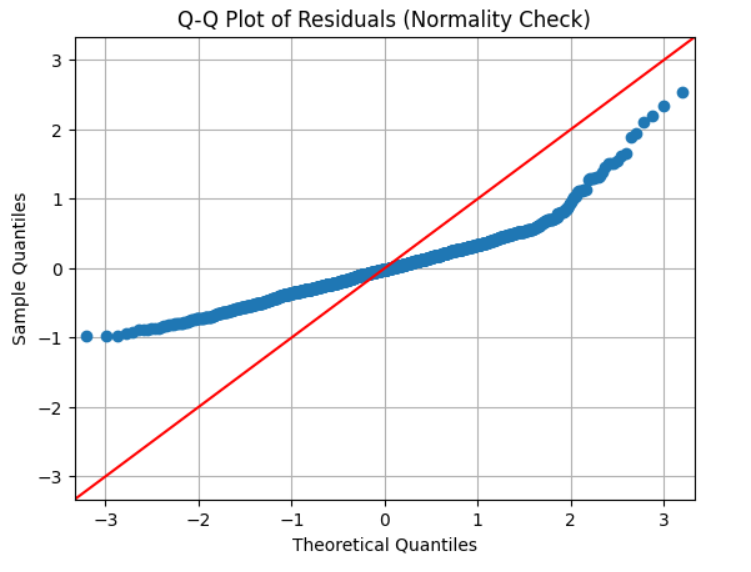 Q-Q Plot of Residuals (Normality Check)
3
2
1
0
−1
−2
−3
Sample Quantiles
−3 −2 −1 0 1 2 3
Theoretical Quantiles